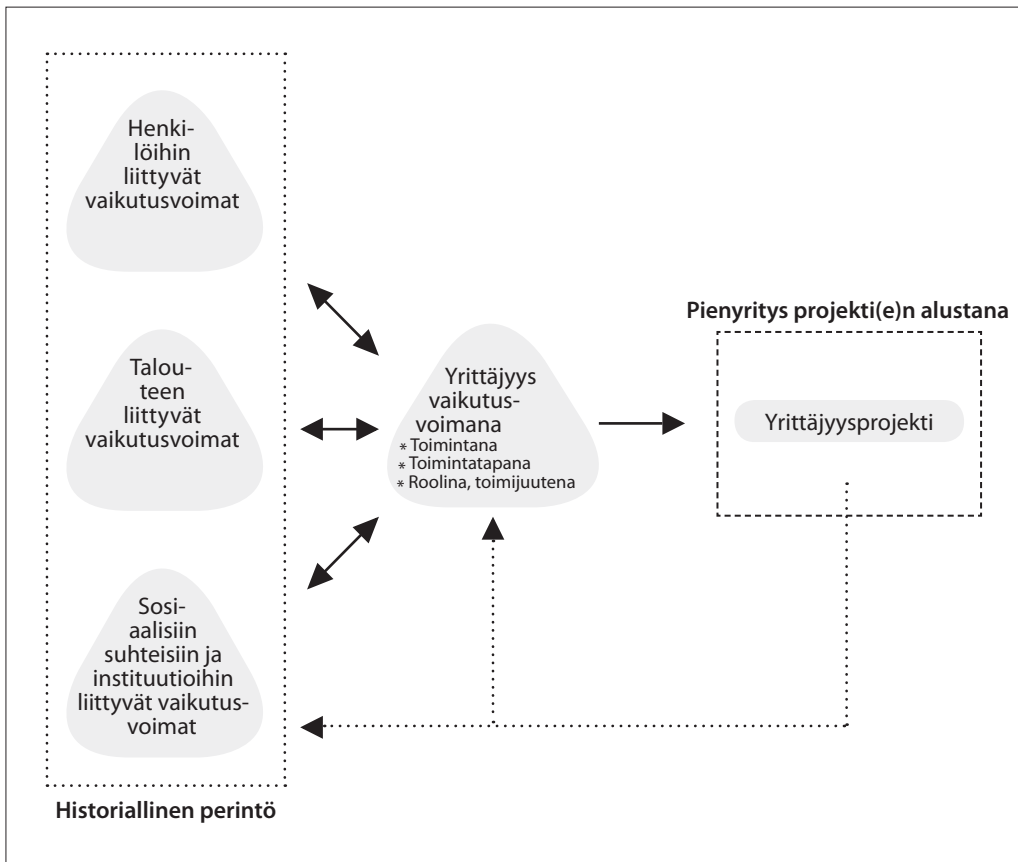 Henki-
löihin
liittyvät
vaikutusvoimat
Talou-
teen
liittyvät
vaikutusvoimat
Sosi-
aalisiin
suhteisiin ja
instituutioihin
liittyvät vaikutus-
voimat
Historiallinen perintö
Yrittäjyys
vaikutus-
voimana
* Toimintana
* Toimintatapana
* Roolina, toimijuutena
Pienyritys projekti(e)n alustana
Yrittäjyysprojekti